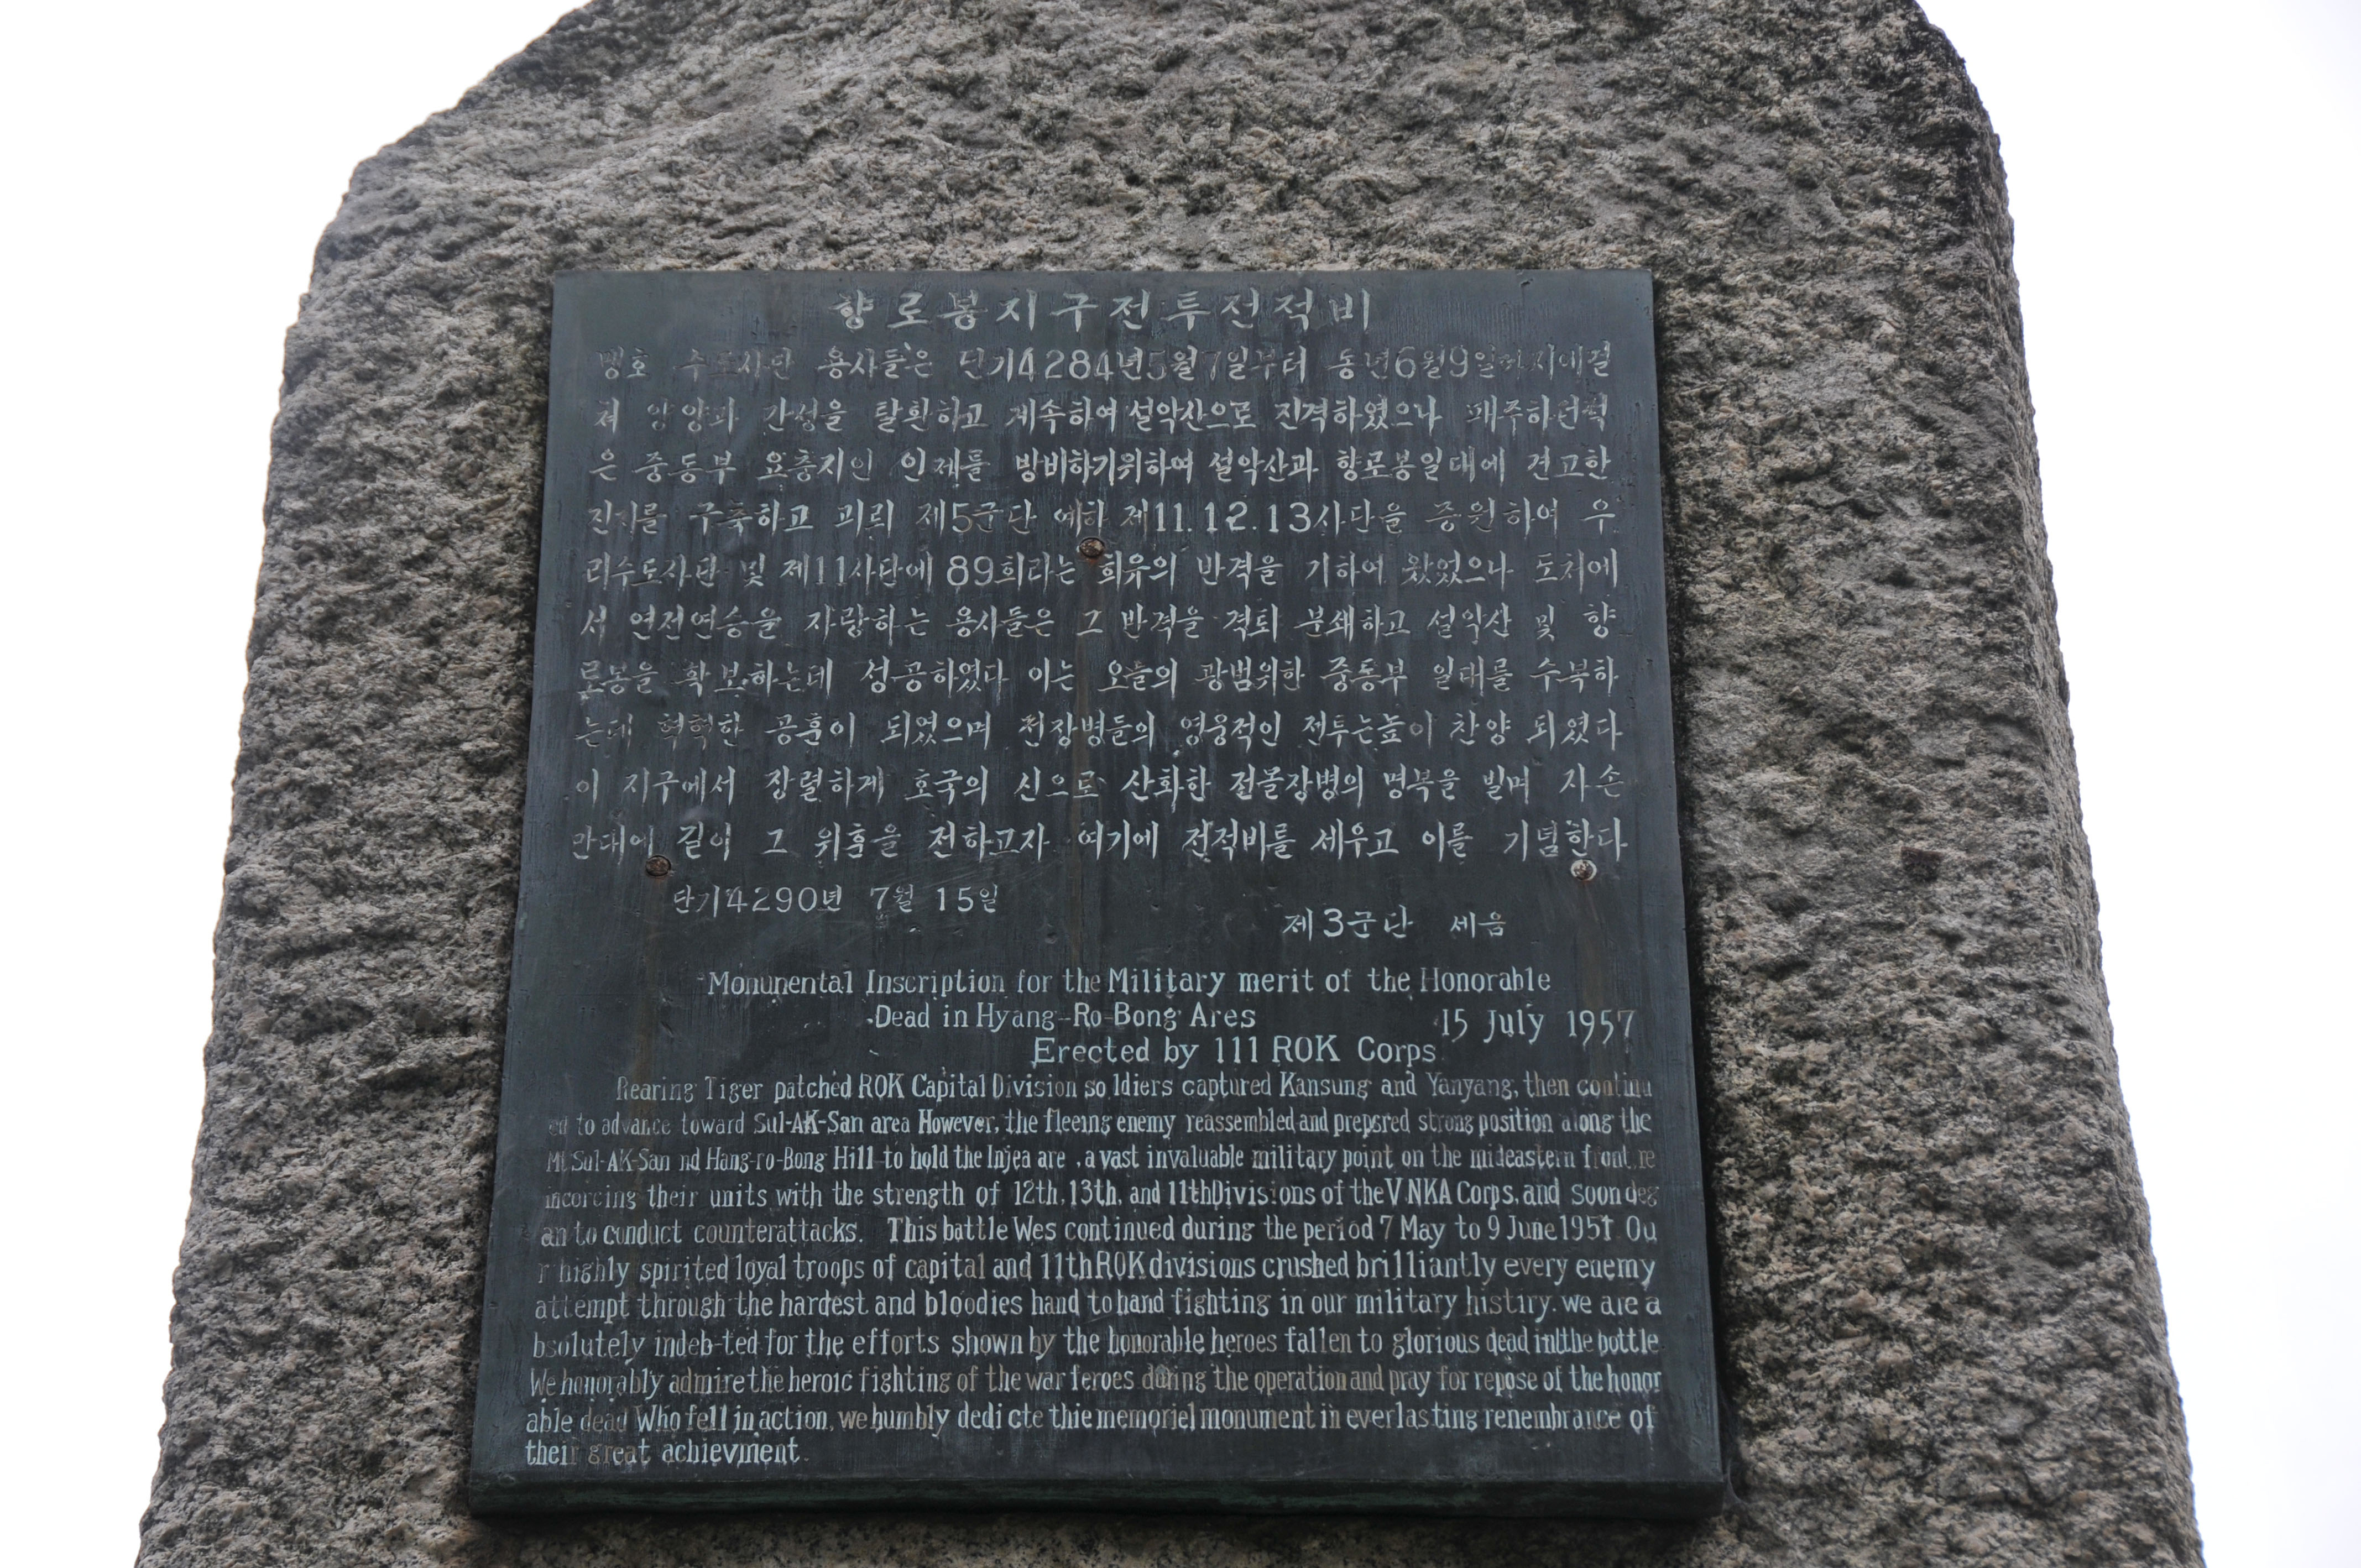 향로봉지구전투전적비
맹호 수도사단 용사들은 단기4284년5월7일부터 동년6월9일까지에걸
쳐 양양과 간성을 탈환하고 계속하여 설악산으로 진격하였으나 패주하던적
은 중동부 요충지인 인제를 방비하기위하여 설악산과 향로봉일대에 견고한
진지를 구축하고 괴뢰 제5군단 예하 제11.12.13사단을 증원하여 우
리수도사단 및 제11사단에 89회라는 희유의 반격을 기하여 왔었으나 도처에
서 연전연승을 자랑하는 용사들은 그 반격을 격퇴 분쇄하고 설악산 및 향
로봉을 확보하는데 성공하였다 이는 오늘의 광범위한 중동부 일대를 수복하
는데 혁혁한 공훈이 되었으며 전장병들의 영웅적인 전투는높이 찬양 되였다
이 지구에서 장렬하게 호국의 신으로 산화한 전몰장병의 명복을 빌며 자손
만대에 길이 그 위훈을 전하고자 여기에 전적비를 세우고 이를 기념한다
단기4290년 7월 15일
제3군단 세움
Monunental Inscription for the Military merit of the Honorable
Dead in Hyang-Ro-Bong Ares
15 July 1957
Erected by 111 ROK Corps
Rearing Tiger patched ROK Capital Division so.ldiers captured Kansung and Yanyang, then continu
ed to advance toward Sul-AK-San area However, the fleeing enemy reassembled and prepsred strong position along the
Mt Sul-AK-San nd Hang-ro-Bong Hill to hold the Injea are , a vast invaluable military point on the mideastern front, re
incorcing their units with the strength of 12th, 13th, and 11th Divisions of the V NKA Corps, and soon deg
an to conduct counterattacks. This battle Wes continued during the period 7 May to 9 June 1951 Ou
r highly spirited loyal troops of capital and 11th ROK divisions crushed brilliantly every enemy
attempt through the hardest and bloodies hand to hand fighting in our military histiry. we are a
bsolutely indeb-ted for the efforts shown by the honorable heroes fallen to glorious dead in the bottle
We honorably admire the heroic fighting of the war feroes during the operation and pray for repose of the honor
able dead Who fell in action, we humbly dedi cte thie memoriel monument in everlasting renembrance of
their great achievment.